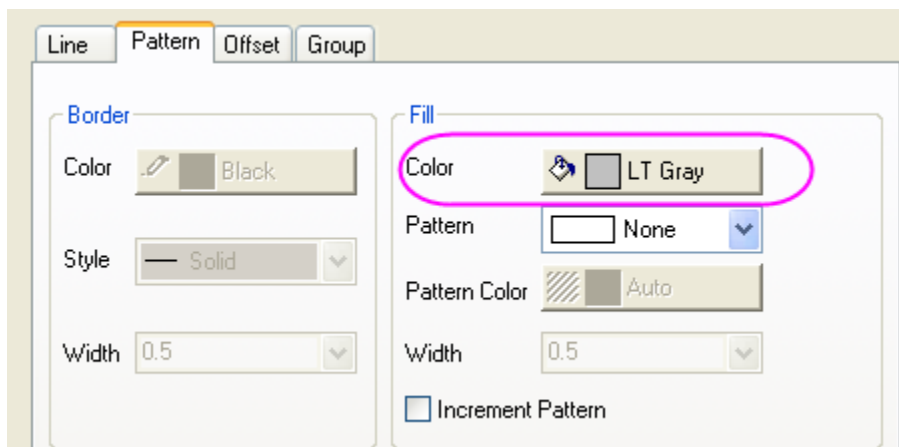 Line Pattern Offset Group
Border
Color Black
Style Solid
Width 0.5
Fill
Color LT Gray
Pattern None
Pattern Color Auto
Width 0.5
Increment Pattern